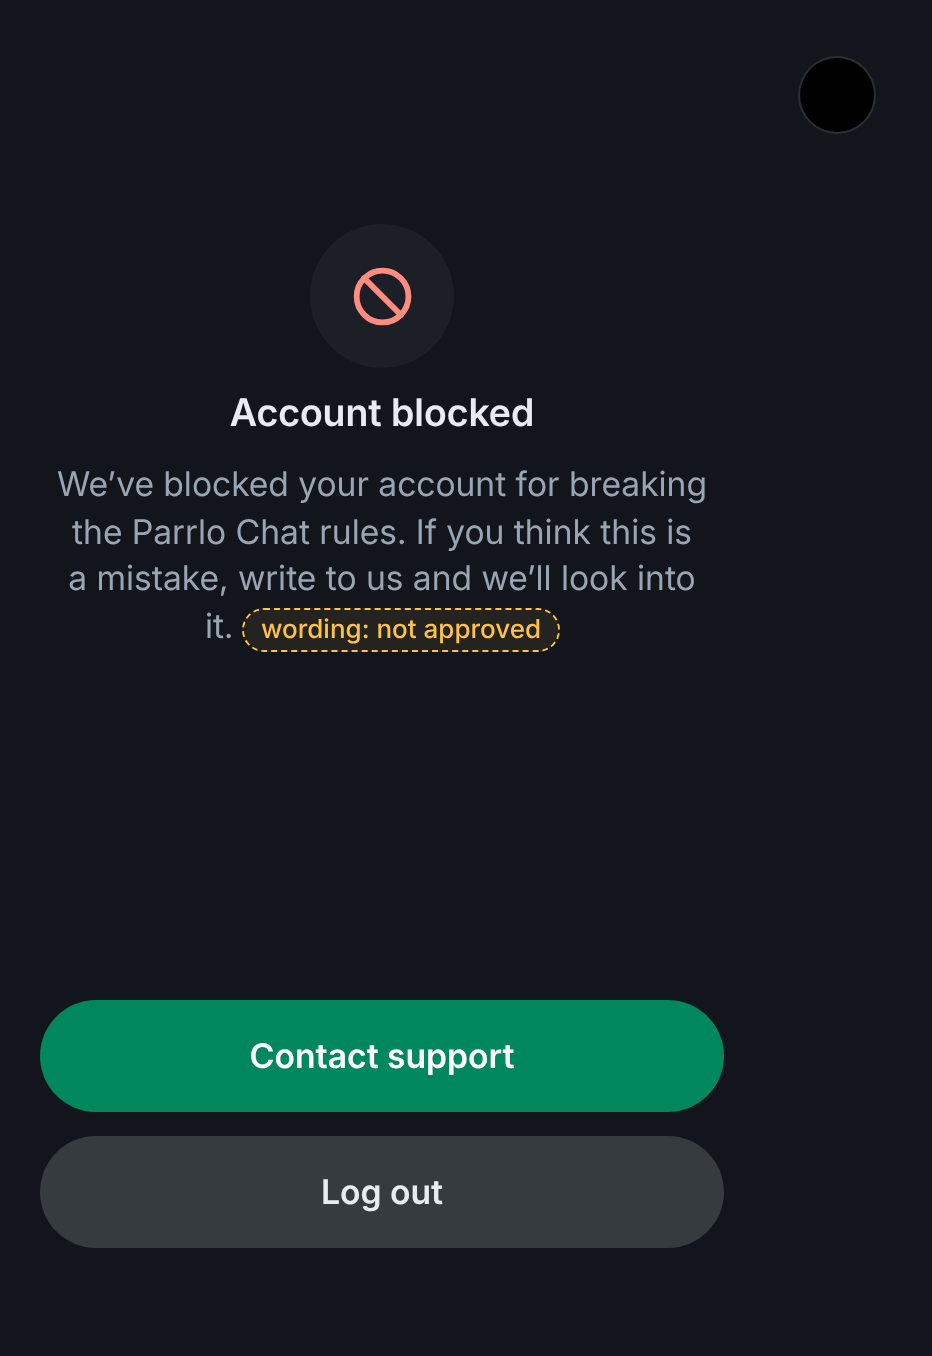 Account blocked
We’ve blocked your account for breaking
the Parrlo Chat rules. If you think this is
a mistake, write to us and we’ll look into
it. wording: not approved
Contact support
Log out